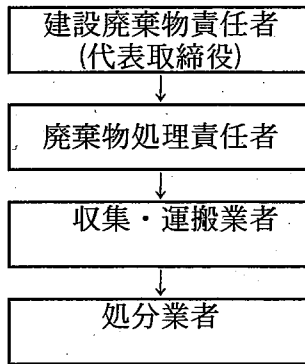 建設廃棄物責任者
(代表取締役)
廃棄物処理責任者
収集・運搬業者
処分業者